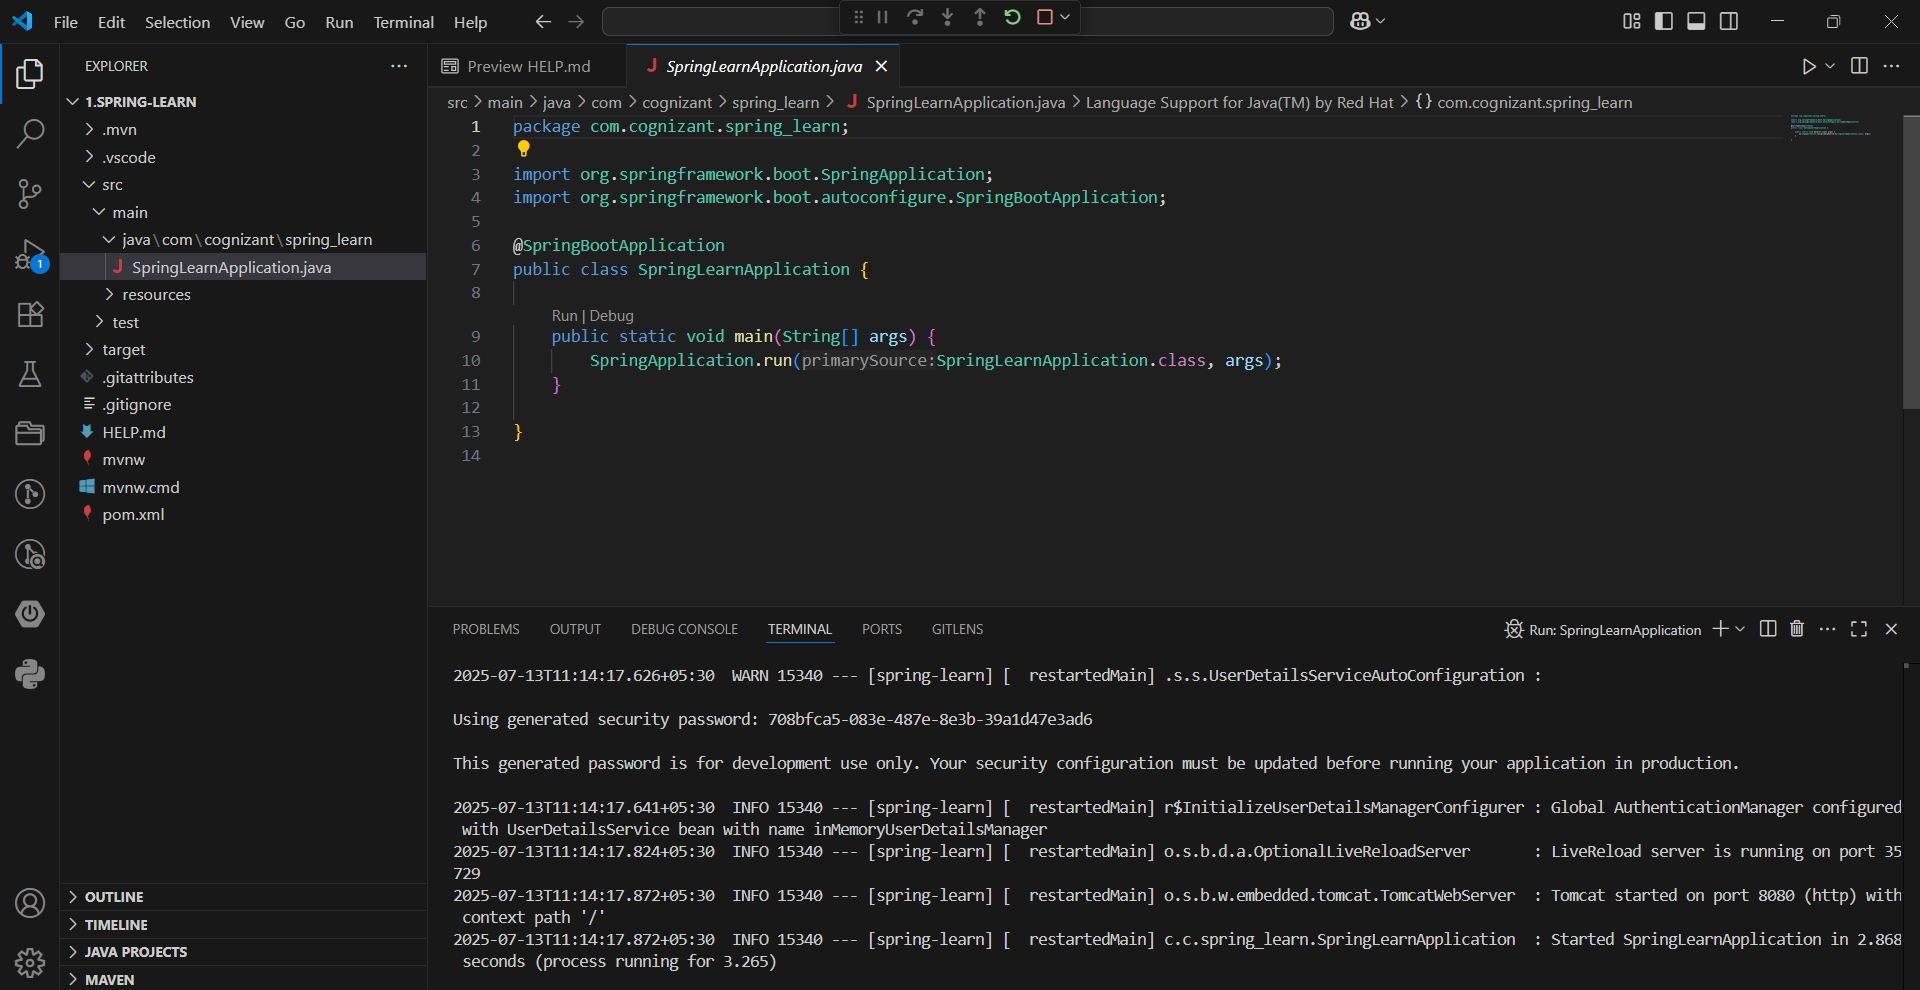 File Edit Selection View Go Run Terminal Help
EXPLORER
1.SPRING-LEARN
.mvn
.vscode
src
main
java\com\cognizant\spring_learn
SpringLearnApplication.java
resources
test
target
.gitattributes
.gitignore
HELP.md
mvnw
mvnw.cmd
pom.xml
OUTLINE
TIMELINE
JAVA PROJECTS
MAVEN
1
Preview HELP.md
SpringLearnApplication.java
src > main > java > com > cognizant > spring_learn > SpringLearnApplication.java > Language Support for Java(TM) by Red Hat > {} com.cognizant.spring_learn
1 package com.cognizant.spring_learn;
2
3 import org.springframework.boot.SpringApplication;
4 import org.springframework.boot.autoconfigure.SpringBootApplication;
5
6 @SpringBootApplication
7 public class SpringLearnApplication {
8
Run | Debug
9 public static void main(String[] args) {
10 SpringApplication.run(primarySource:SpringLearnApplication.class, args);
11 }
12
13 }
14
PROBLEMS OUTPUT DEBUG CONSOLE TERMINAL PORTS GITLENS
Run: SpringLearnApplication
2025-07-13T11:14:17.626+05:30  WARN 15340 --- [spring-learn] [  restartedMain] .s.s.UserDetailsServiceAutoConfiguration :
Using generated security password: 708bfca5-083e-487e-8e3b-39a1d47e3ad6
This generated password is for development use only. Your security configuration must be updated before running your application in production.
2025-07-13T11:14:17.641+05:30  INFO 15340 --- [spring-learn] [  restartedMain] r$InitializeUserDetailsManagerConfigurer : Global AuthenticationManager configured
with UserDetailsService bean with name inMemoryUserDetailsManager
2025-07-13T11:14:17.824+05:30  INFO 15340 --- [spring-learn] [  restartedMain] o.s.b.d.a.OptionalLiveReloadServer       : LiveReload server is running on port 35
729
2025-07-13T11:14:17.872+05:30  INFO 15340 --- [spring-learn] [  restartedMain] o.s.b.w.embedded.tomcat.TomcatWebServer  : Tomcat started on port 8080 (http) with
context path '/'
2025-07-13T11:14:17.872+05:30  INFO 15340 --- [spring-learn] [  restartedMain] c.c.spring_learn.SpringLearnApplication  : Started SpringLearnApplication in 2.868
seconds (process running for 3.265)